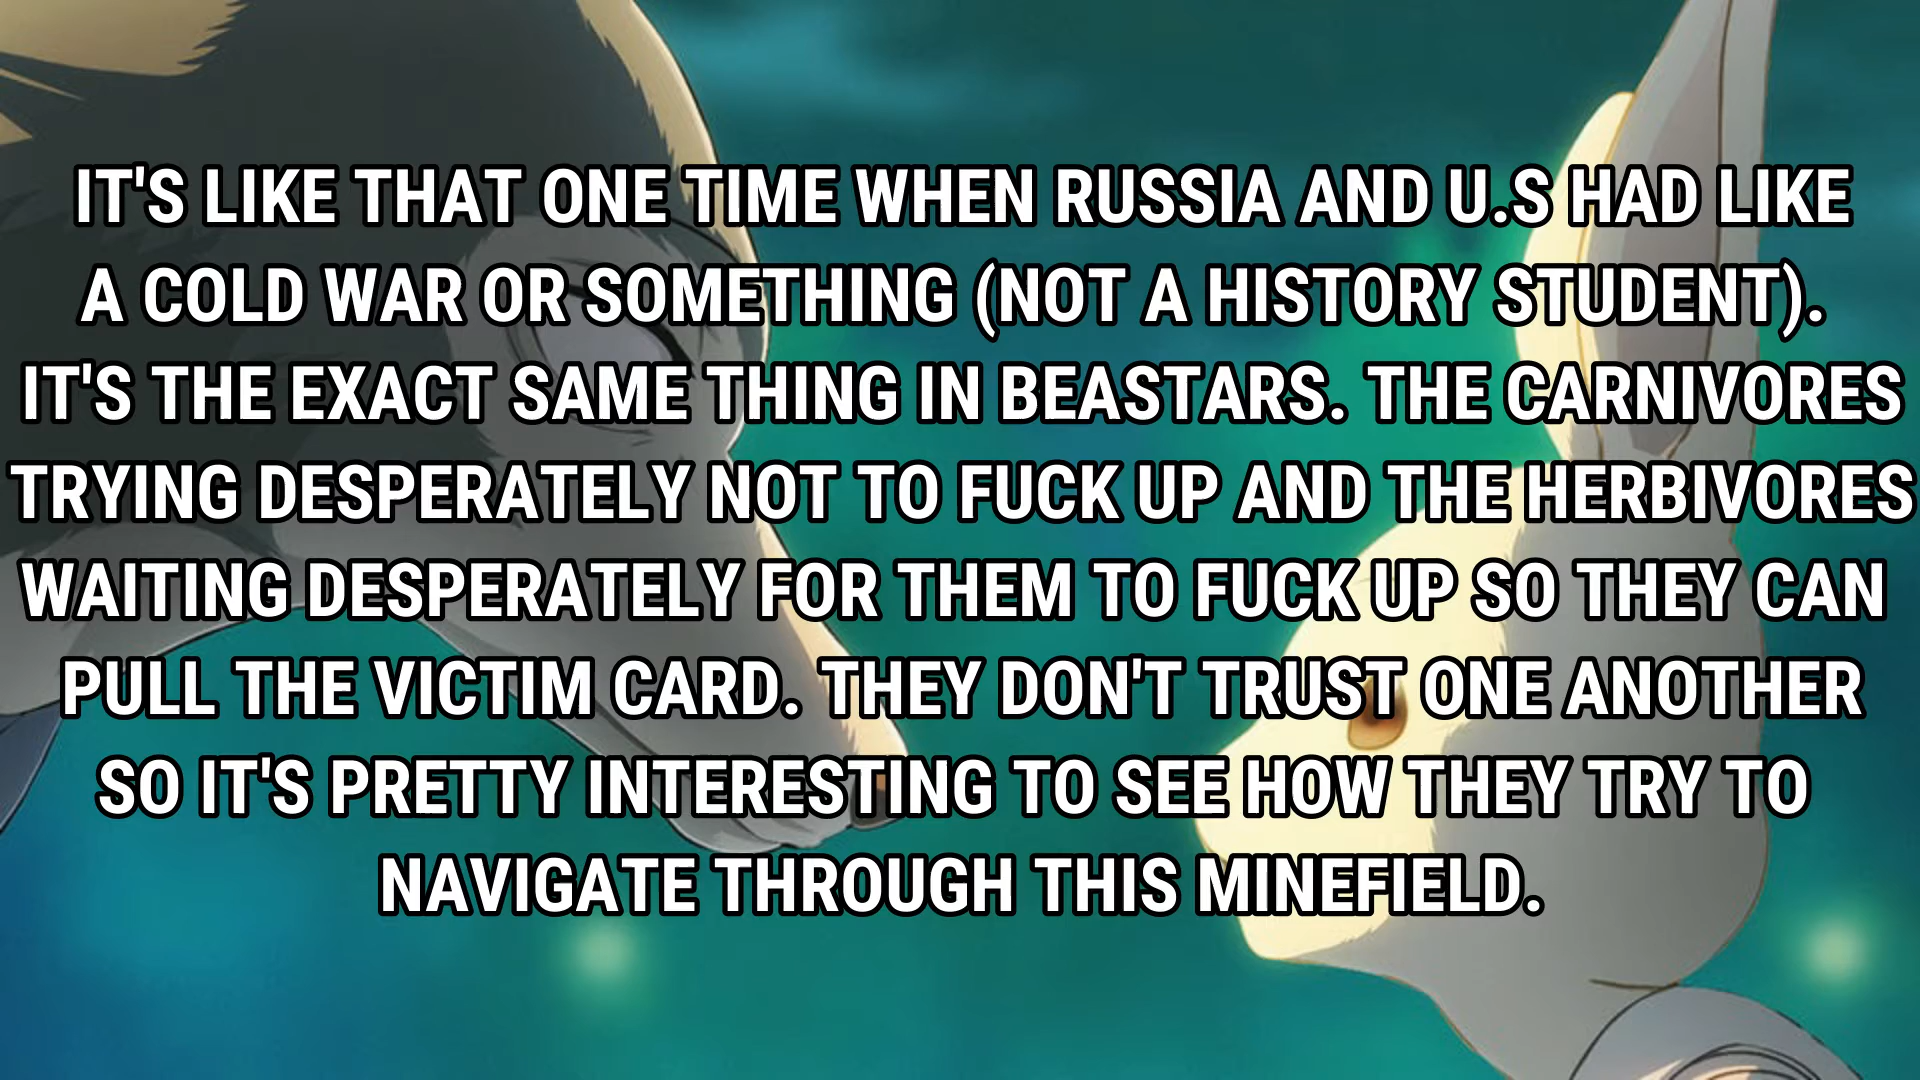 IT'S LIKE THAT ONE TIME WHEN RUSSIA AND U.S HAD LIKE
A COLD WAR OR SOMETHING (NOT A HISTORY STUDENT).
IT'S THE EXACT SAME THING IN BEASTARS. THE CARNIVORES
TRYING DESPERATELY NOT TO FUCK UP AND THE HERBIVORES
WAITING DESPERATELY FOR THEM TO FUCK UP SO THEY CAN
PULL THE VICTIM CARD. THEY DON'T TRUST ONE ANOTHER
SO IT'S PRETTY INTERESTING TO SEE HOW THEY TRY TO
NAVIGATE THROUGH THIS MINEFIELD.